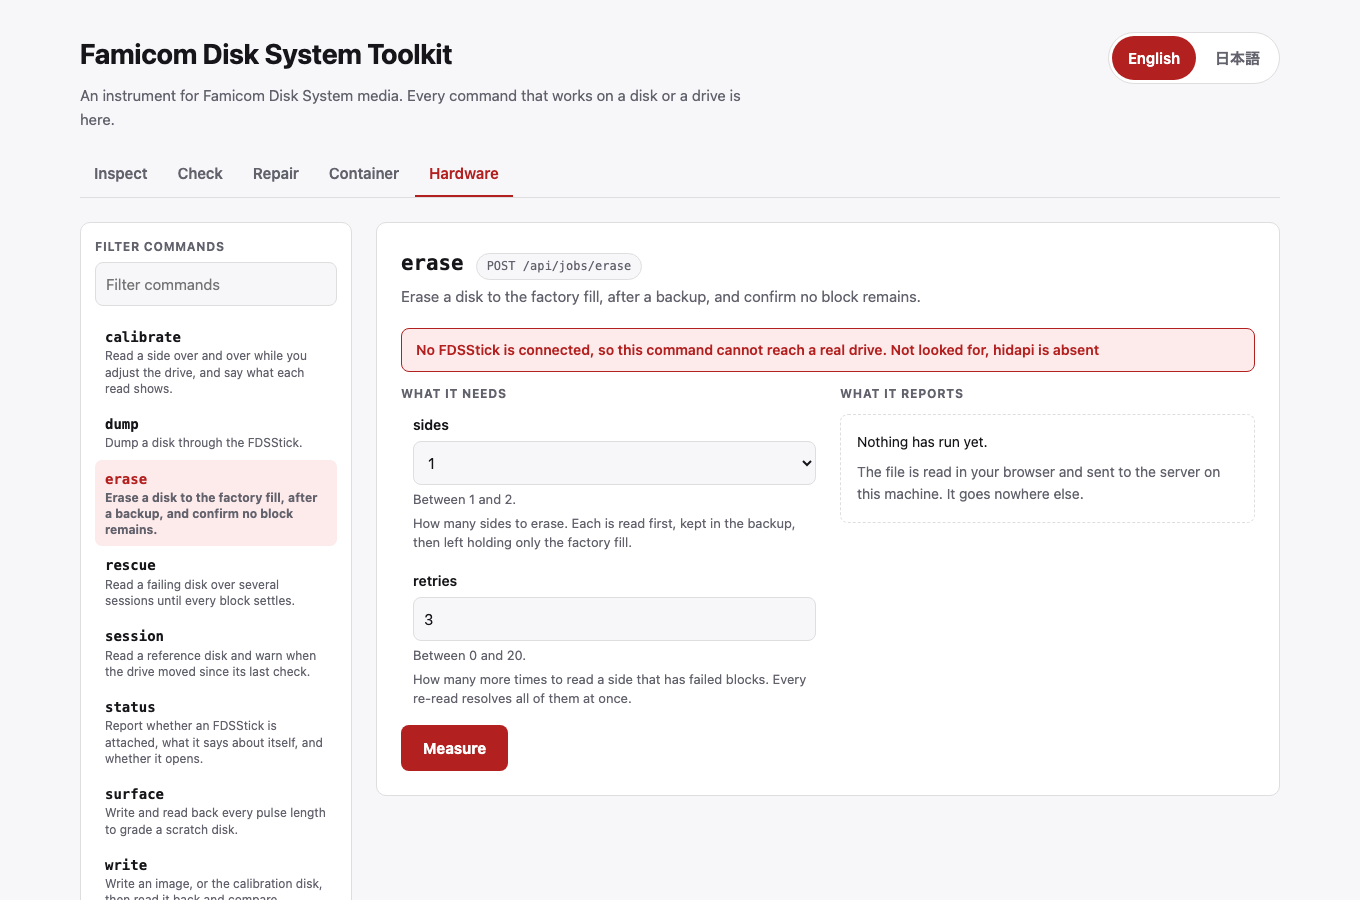 Famicom Disk System Toolkit
An instrument for Famicom Disk System media. Every command that works on a disk or a drive is
here.
English
日本語
Inspect
Check
Repair
Container
Hardware
FILTER COMMANDS
Filter commands
calibrate
Read a side over and over while you
adjust the drive, and say what each
read shows.
dump
Dump a disk through the FDSStick.
erase
Erase a disk to the factory fill, after
a backup, and confirm no block
remains.
rescue
Read a failing disk over several
sessions until every block settles.
session
Read a reference disk and warn when
the drive moved since its last check.
status
Report whether an FDSStick is
attached, what it says about itself, and
whether it opens.
surface
Write and read back every pulse length
to grade a scratch disk.
write
Write an image, or the calibration disk,
then read it back and compare
erase
POST /api/jobs/erase
Erase a disk to the factory fill, after a backup, and confirm no block remains.
No FDSStick is connected, so this command cannot reach a real drive. Not looked for, hidapi is absent
WHAT IT NEEDS
sides
1
Between 1 and 2.
How many sides to erase. Each is read first, kept in the backup,
then left holding only the factory fill.
retries
3
Between 0 and 20.
How many more times to read a side that has failed blocks. Every
re-read resolves all of them at once.
Measure
WHAT IT REPORTS
Nothing has run yet.
The file is read in your browser and sent to the server on
this machine. It goes nowhere else.